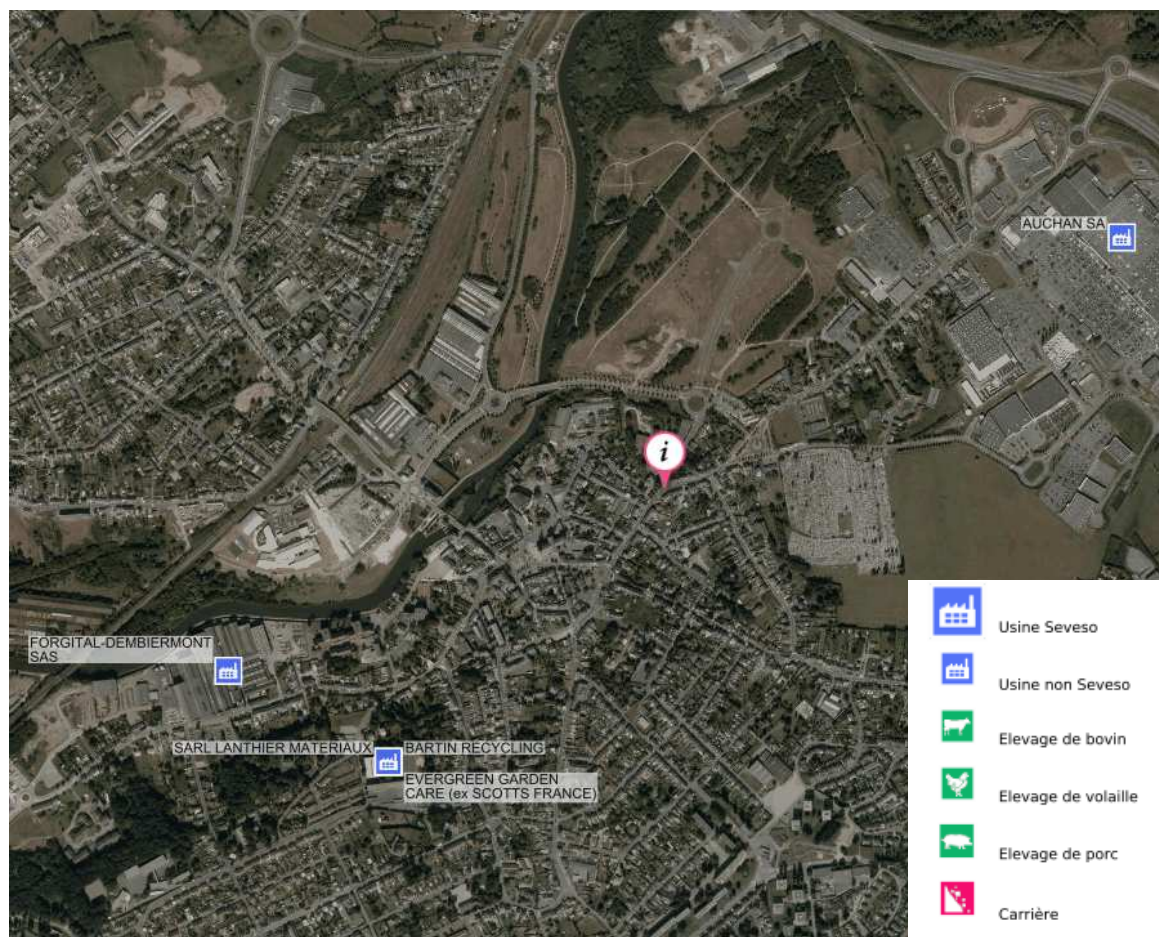 AUCHAN SA
i
FORGITAL-DEMBIERMONT
SAS
SARL LANTHIER MATERIAUX
BARTIN RECYCLING
EVERGREEN GARDEN
CARE (ex SCOTTS FRANCE)
Usine Seveso
Usine non Seveso
Elevage de bovin
Elevage de volaille
Elevage de porc
Carrière